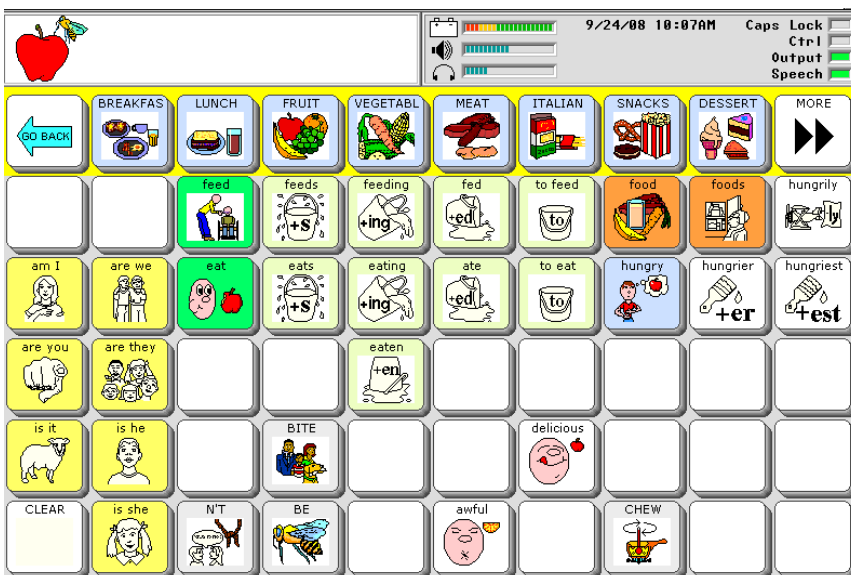 9/24/08 10:07AM Caps Lock
Ctrl
Output
Speech
GO BACK BREAKFAS LUNCH FRUIT VEGETABL MEAT ITALIAN SNACKS DESSERT MORE
feed feeds feeding fed to feed food foods hungrily
+s +ing +ed to ly
am I are we eat eats eating ate to eat hungry hungrier hungriest
+s +ing +ed to +er +est
are you are they eaten
+en
is it is he BITE delicious
CLEAR is she N'T BE awful CHEW